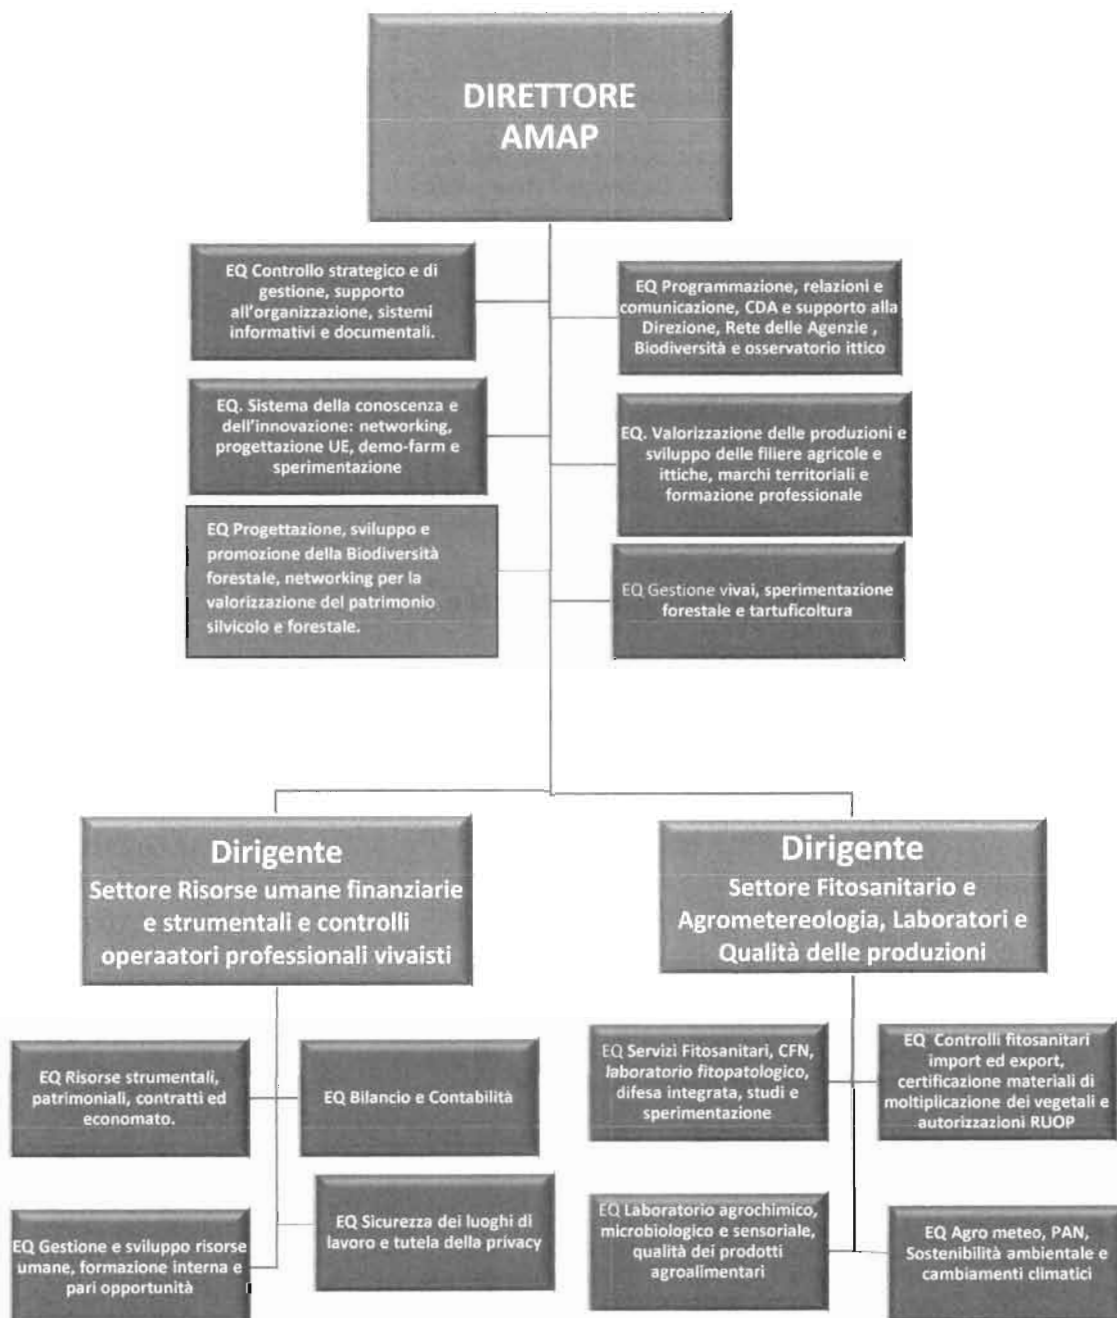 DIRETTORE
AMAP
EQ Controllo strategico e di
gestione, supporto
all'organizzazione, sistemi
informativi e documentali.
EQ Programmazione, relazioni e
comunicazione, CDA e supporto alla
Direzione, Rete delle Agenzie ,
Biodiversità e osservatorio ittico
EQ. Sistema della conoscenza e
dell'innovazione: networking,
progettazione UE, demo-farm e
sperimentazione
EQ. Valorizzazione delle produzioni e
sviluppo delle filiere agricole e
ittiche, marchi territoriali e
formazione professionale
EQ Progettazione, sviluppo e
promozione della Biodiversità
forestale, networking per la
valorizzazione del patrimonio
silvicolo e forestale.
EQ Gestione vivai, sperimentazione
forestale e tartuficoltura
Dirigente
Settore Risorse umane finanziarie
e strumentali e controlli
operaatori professionali vivaisti
Dirigente
Settore Fitosanitario e
Agrometereologia, Laboratori e
Qualità delle produzioni
EQ Risorse strumentali,
patrimoniali, contratti ed
economato.
EQ Bilancio e Contabilità
EQ Servizi Fitosanitari, CFN,
laboratorio fitopatologico,
difesa integrata, studi e
sperimentazione
EQ Controlli fitosanitari
import ed export,
certificazione materiali di
moltiplicazione dei vegetali e
autorizzazioni RUOP
EQ Gestione e sviluppo risorse
umane, formazione interna e
pari opportunità
EQ Sicurezza dei luoghi di
lavoro e tutela della privacy
EQ Laboratorio agrochimico,
microbiologico e sensoriale,
qualità dei prodotti
agroalimentari
EQ Agro meteo, PAN,
Sostenibilità ambientale e
cambiamenti climatici